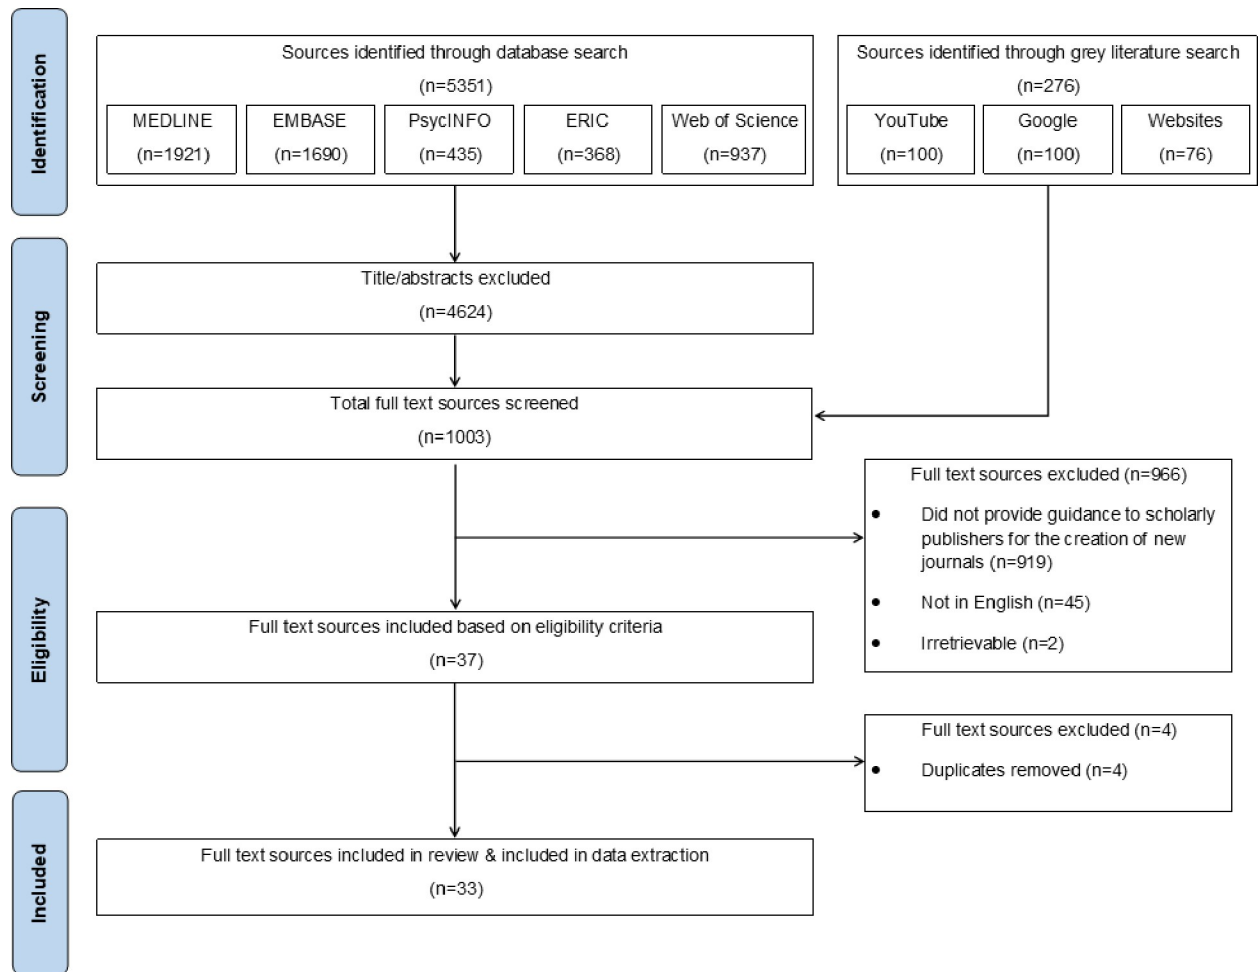 Identification
Sources identified through database search
(n=5351)
MEDLINE
(n=1921)
EMBASE
(n=1690)
PsycINFO
(n=435)
ERIC
(n=368)
Web of Science
(n=937)
Sources identified through grey literature search
(n=276)
YouTube
(n=100)
Google
(n=100)
Websites
(n=76)
Screening
Title/abstracts excluded
(n=4624)
Total full text sources screened
(n=1003)
Full text sources excluded (n=966)
• Did not provide guidance to scholarly
publishers for the creation of new
journals (n=919)
• Not in English (n=45)
• Irretrievable (n=2)
Eligibility
Full text sources included based on eligibility criteria
(n=37)
Full text sources excluded (n=4)
• Duplicates removed (n=4)
Included
Full text sources included in review & included in data extraction
(n=33)